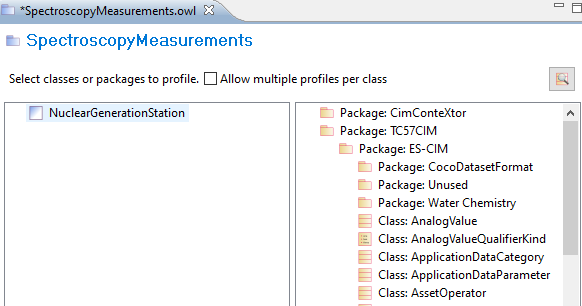 *SpectroscopyMeasurements.owl
SpectroscopyMeasurements
Select classes or packages to profile. Allow multiple profiles per class
NuclearGenerationStation
Package: CimConteXtor
Package: TC57CIM
Package: ES-CIM
Package: CocoDatasetFormat
Package: Unused
Package: Water Chemistry
Class: AnalogValue
Class: AnalogValueQualifierKind
Class: ApplicationDataCategory
Class: ApplicationDataParameter
Class: AssetOperator